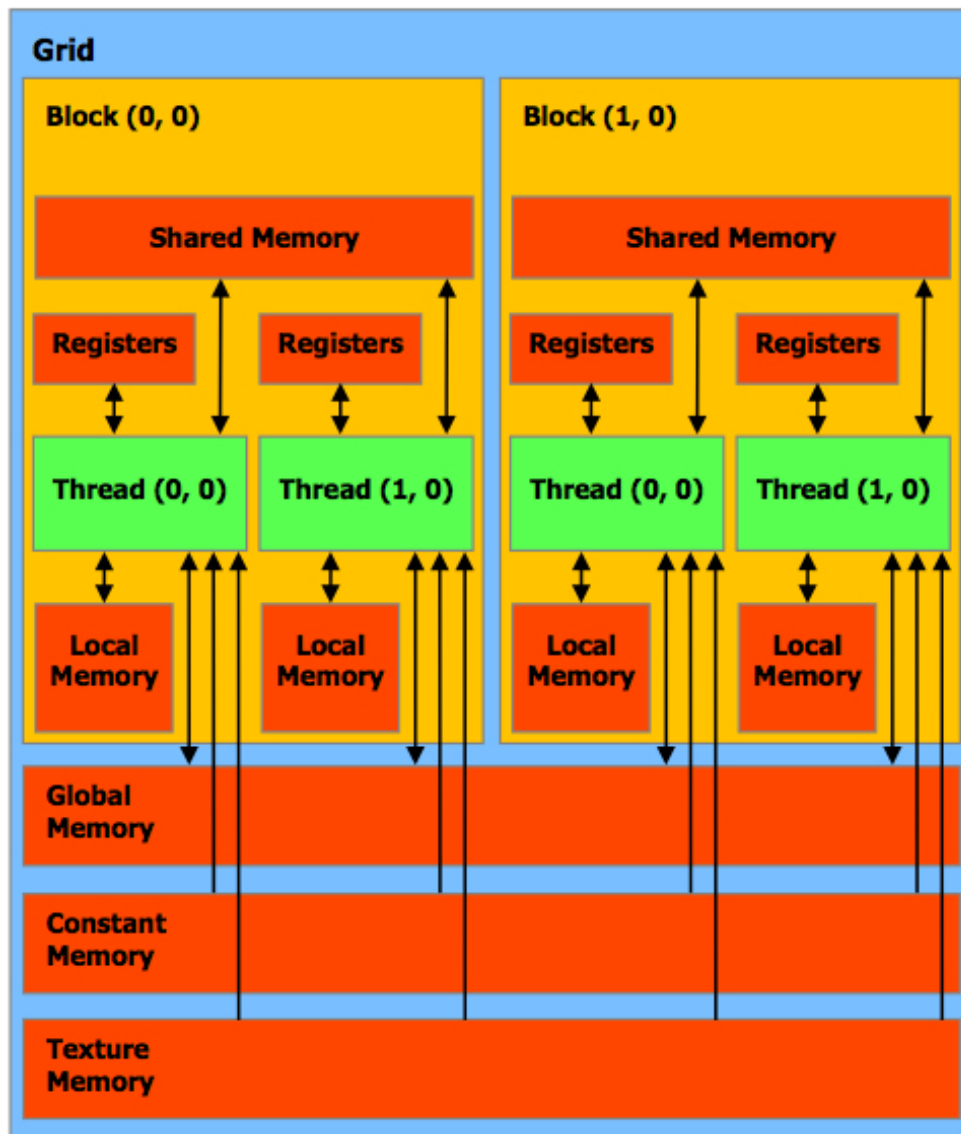 Grid
Block (0, 0)
Block (1, 0)
Shared Memory
Shared Memory
Registers
Registers
Registers
Registers
Thread (0, 0)
Thread (1, 0)
Thread (0, 0)
Thread (1, 0)
Local
Memory
Local
Memory
Local
Memory
Local
Memory
Global
Memory
Constant
Memory
Texture
Memory